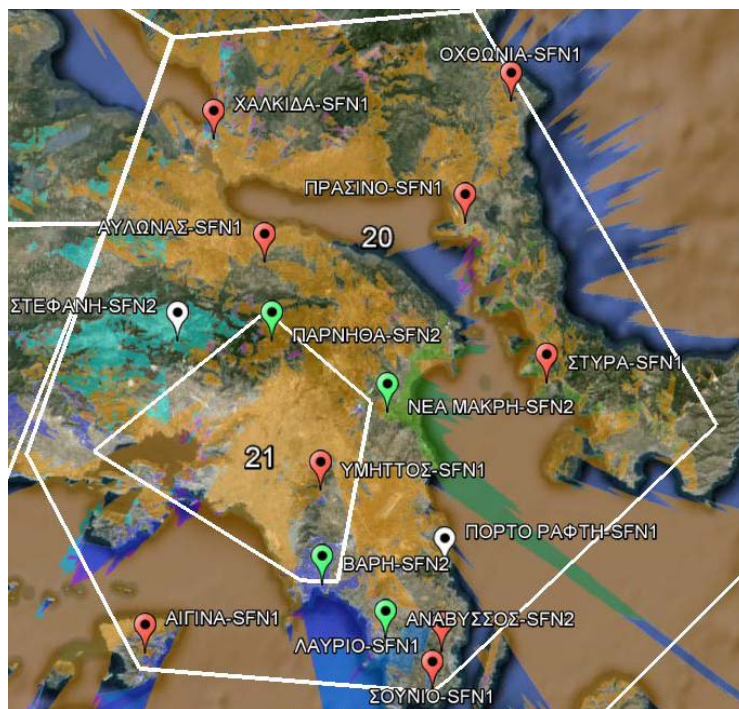 ΟΧΘΩΝΙΑ-SFN1
ΧΑΛΚΙΔΑ-SFN1
ΠΡΑΣΙΝΟ-SFN1
ΑΥΛΩΝΑΣ-SFN1
20
ΣΤΕΦΑΝΗ-SFN2
ΠΑΡΝΗΘΑ-SFN2
ΣΤΥΡΑ-SFN1
ΝΕΑ ΜΑΚΡΗ-SFN2
21
ΥΜΗΤΤΟΣ-SFN1
ΠΟΡΤΟ ΡΑΦΤΗ-SFN1
ΒΑΡΗ-SFN2
ΑΙΓΙΝΑ-SFN1
ΑΝΑΒΥΣΣΟΣ-SFN2
ΛΑΥΡΙΟ-SFN1
ΣΟΥΝΙΟ-SFN1